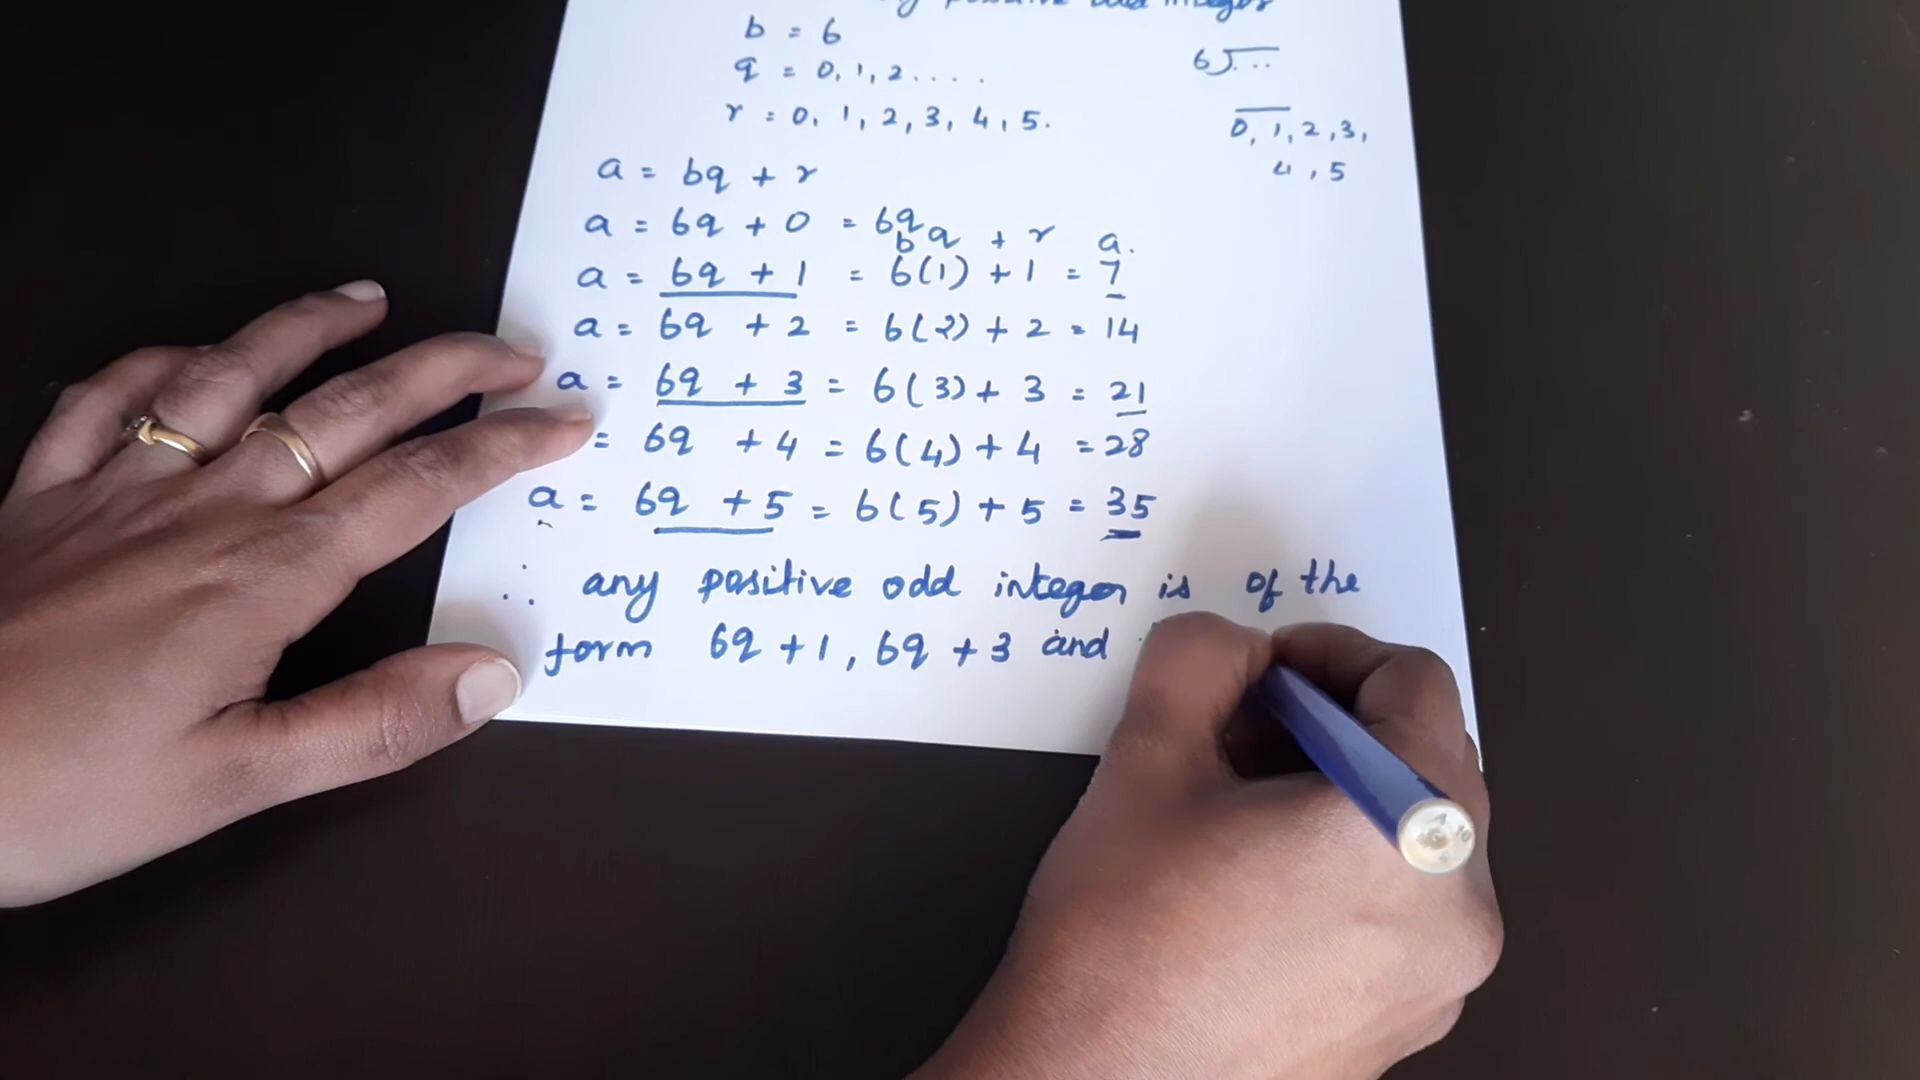 positive odd integer
b = 6
q = 0, 1, 2 . . . .
r = 0, 1, 2, 3, 4, 5.
6) . . .
0, 1, 2, 3,
4, 5
a = bq + r
a = 6q + 0 = 6q
b q + r a.
a = 6q + 1 = 6(1) + 1 = 7
a = 6q + 2 = 6(2) + 2 = 14
a = 6q + 3 = 6(3) + 3 = 21
= 6q + 4 = 6(4) + 4 = 28
a = 6q + 5 = 6(5) + 5 = 35
∴ any positive odd integer is of the
form 6q + 1, 6q + 3 and